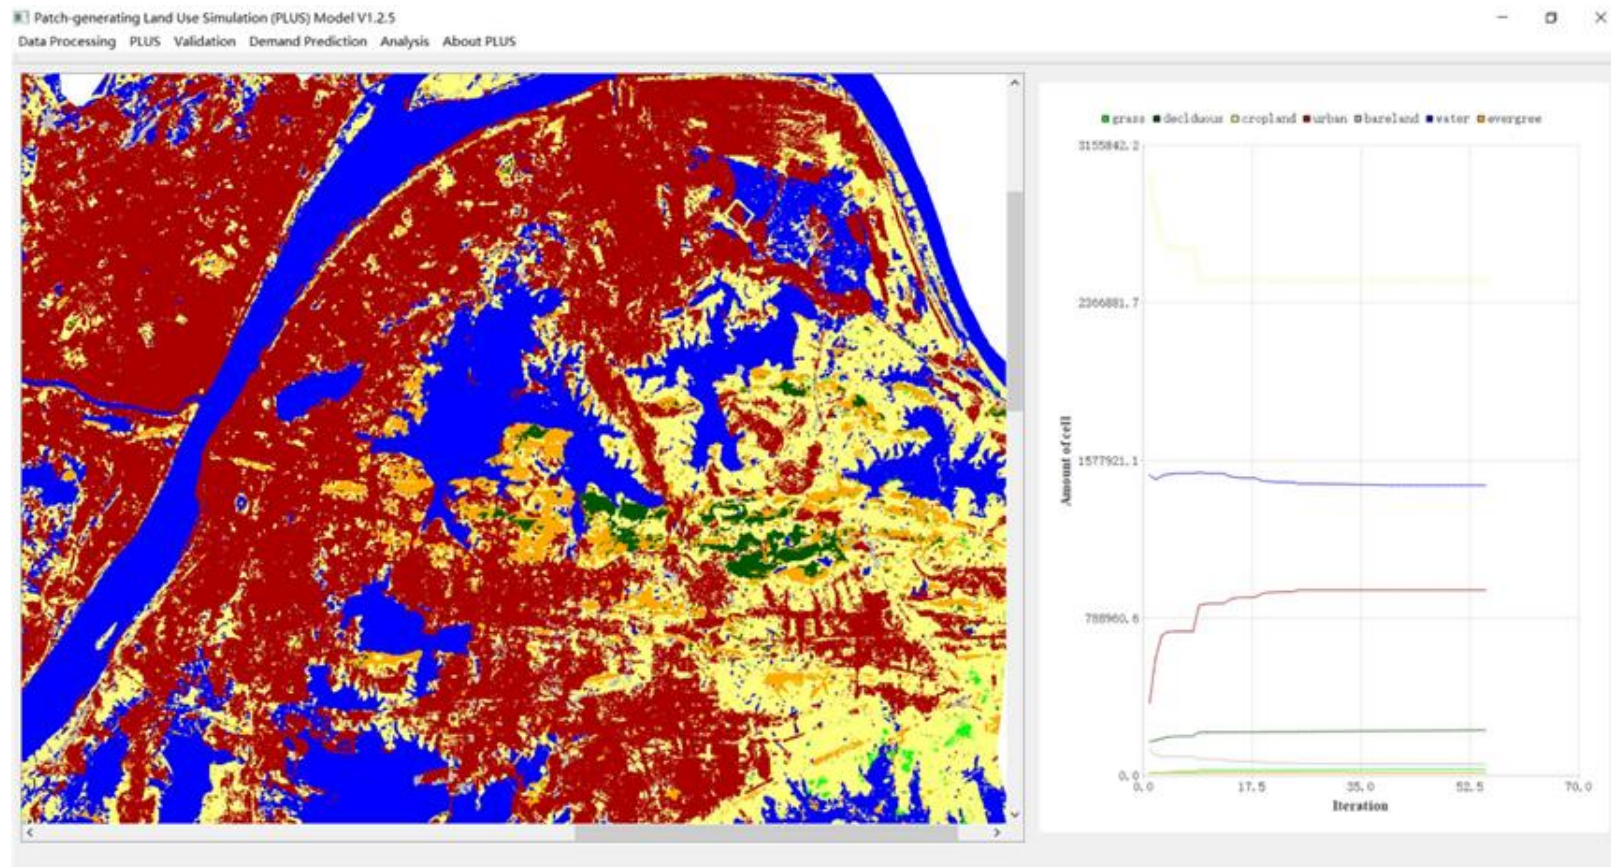 Patch-generating Land Use Simulation (PLUS) Model V1.2.5
Data Processing PLUS Validation Demand Prediction Analysis About PLUS
grass deciduous cropland urban bareland water evergree
3155842.2
2366881.7
1577921.1
788960.6
0.0
Amount of cell
0.0 17.5 35.0 52.5 70.0
Iteration